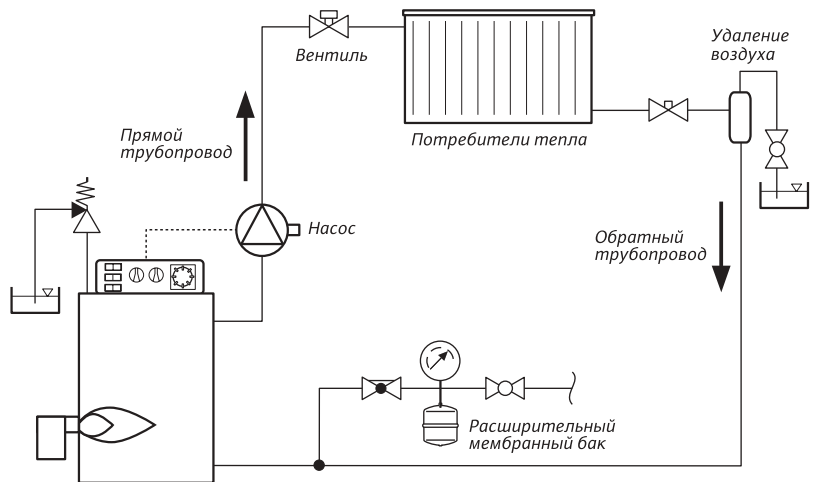 Удаление
воздуха
Вентиль
Прямой
трубопровод
Потребители тепла
Насос
Обратный
трубопровод
Расширительный
мембранный бак